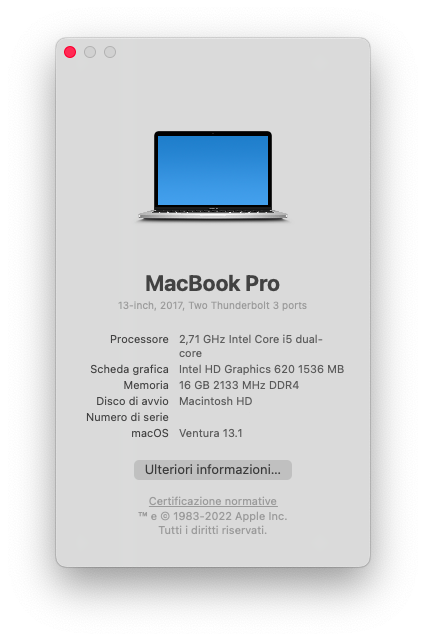 MacBook Pro
13-inch, 2017, Two Thunderbolt 3 ports
Processore 2,71 GHz Intel Core i5 dual-
core
Scheda grafica Intel HD Graphics 620 1536 MB
Memoria 16 GB 2133 MHz DDR4
Disco di avvio Macintosh HD
Numero di serie
macOS Ventura 13.1
Ulteriori informazioni...
Certificazione normative
™ e © 1983-2022 Apple Inc.
Tutti i diritti riservati.